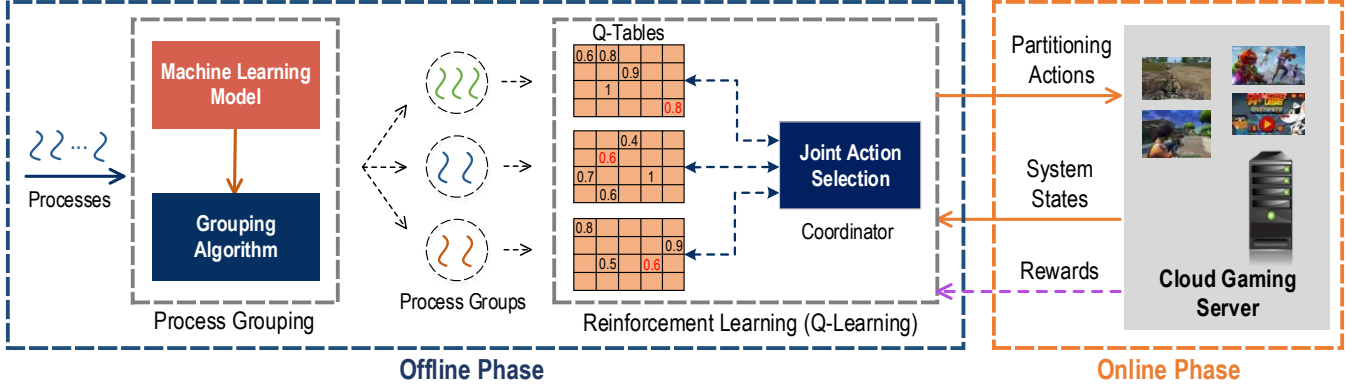 Processes
Machine Learning
Model
Grouping
Algorithm
Process Grouping
Process Groups
Q-Tables
0.6 0.8
0.9
1
0.8
0.4
0.6
0.7 1
0.6
0.8
0.9
0.5 0.6
Joint Action
Selection
Coordinator
Reinforcement Learning (Q-Learning)
Offline Phase
Partitioning
Actions
System
States
Rewards
Cloud Gaming
Server
Online Phase